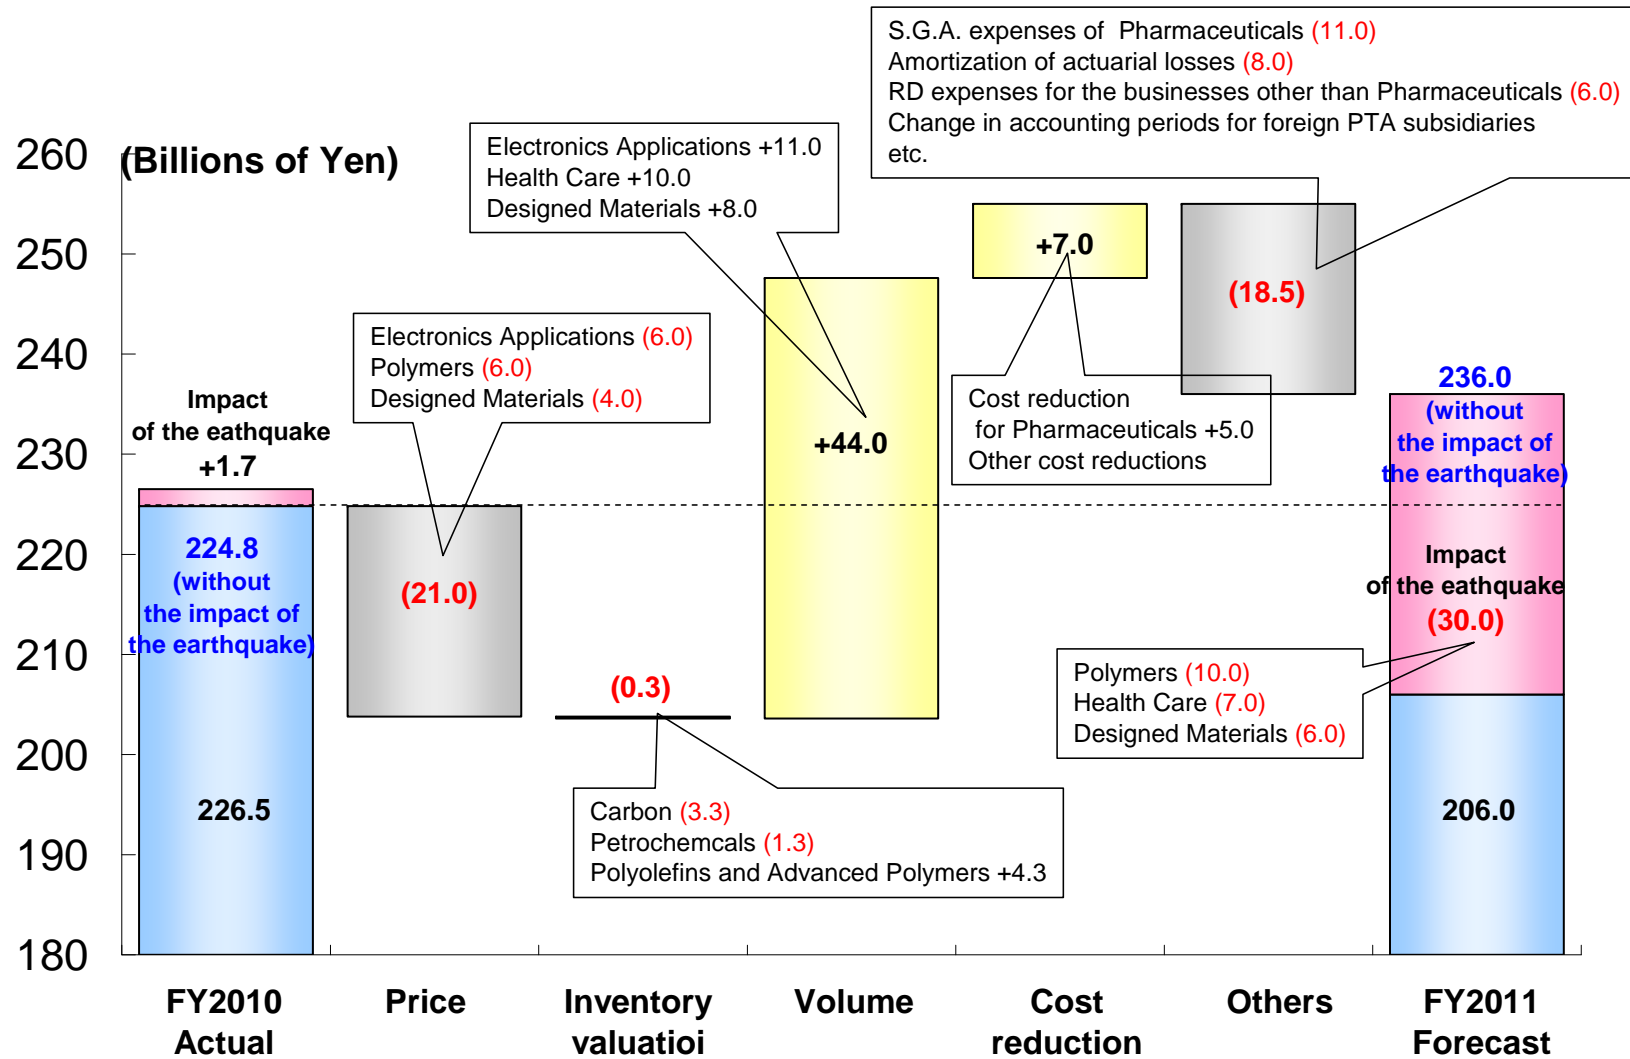 S.G.A. expenses of Pharmaceuticals (11.0)
Amortization of actuarial losses (8.0)
RD expenses for the businesses other than Pharmaceuticals (6.0)
Change in accounting periods for foreign PTA subsidiaries
etc.
(Billions of Yen)
260
250
240
230
220
210
200
190
180
Electronics Applications +11.0
Health Care +10.0
Designed Materials +8.0
Electronics Applications (6.0)
Polymers (6.0)
Designed Materials (4.0)
Impact
of the eathquake
+1.7
224.8
(without
the impact of
the earthquake)
226.5
(21.0)
(0.3)
Carbon (3.3)
Petrochemcals (1.3)
Polyolefins and Advanced Polymers +4.3
+44.0
+7.0
Cost reduction
for Pharmaceuticals +5.0
Other cost reductions
(18.5)
236.0
(without
the impact of
the earthquake)
Impact
of the eathquake
(30.0)
Polymers (10.0)
Health Care (7.0)
Designed Materials (6.0)
206.0
FY2010
Actual
Price
Inventory
valuatioi
Volume
Cost
reduction
Others
FY2011
Forecast